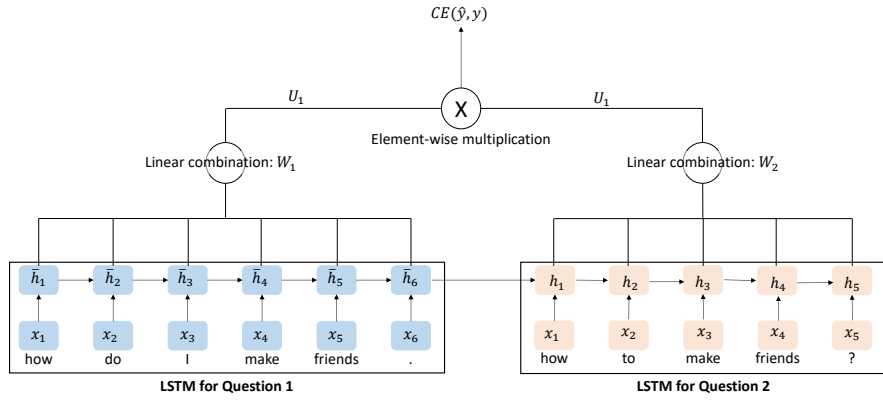 CE(ŷ, y)
U₁ U₁
X
Element-wise multiplication
Linear combination: W₁ Linear combination: W₂
h̄₁ h̄₂ h̄₃ h̄₄ h̄₅ h̄₆ h₁ h₂ h₃ h₄ h₅
x₁ x₂ x₃ x₄ x₅ x₆ x₁ x₂ x₃ x₄ x₅
how do I make friends . how to make friends ?
LSTM for Question 1 LSTM for Question 2